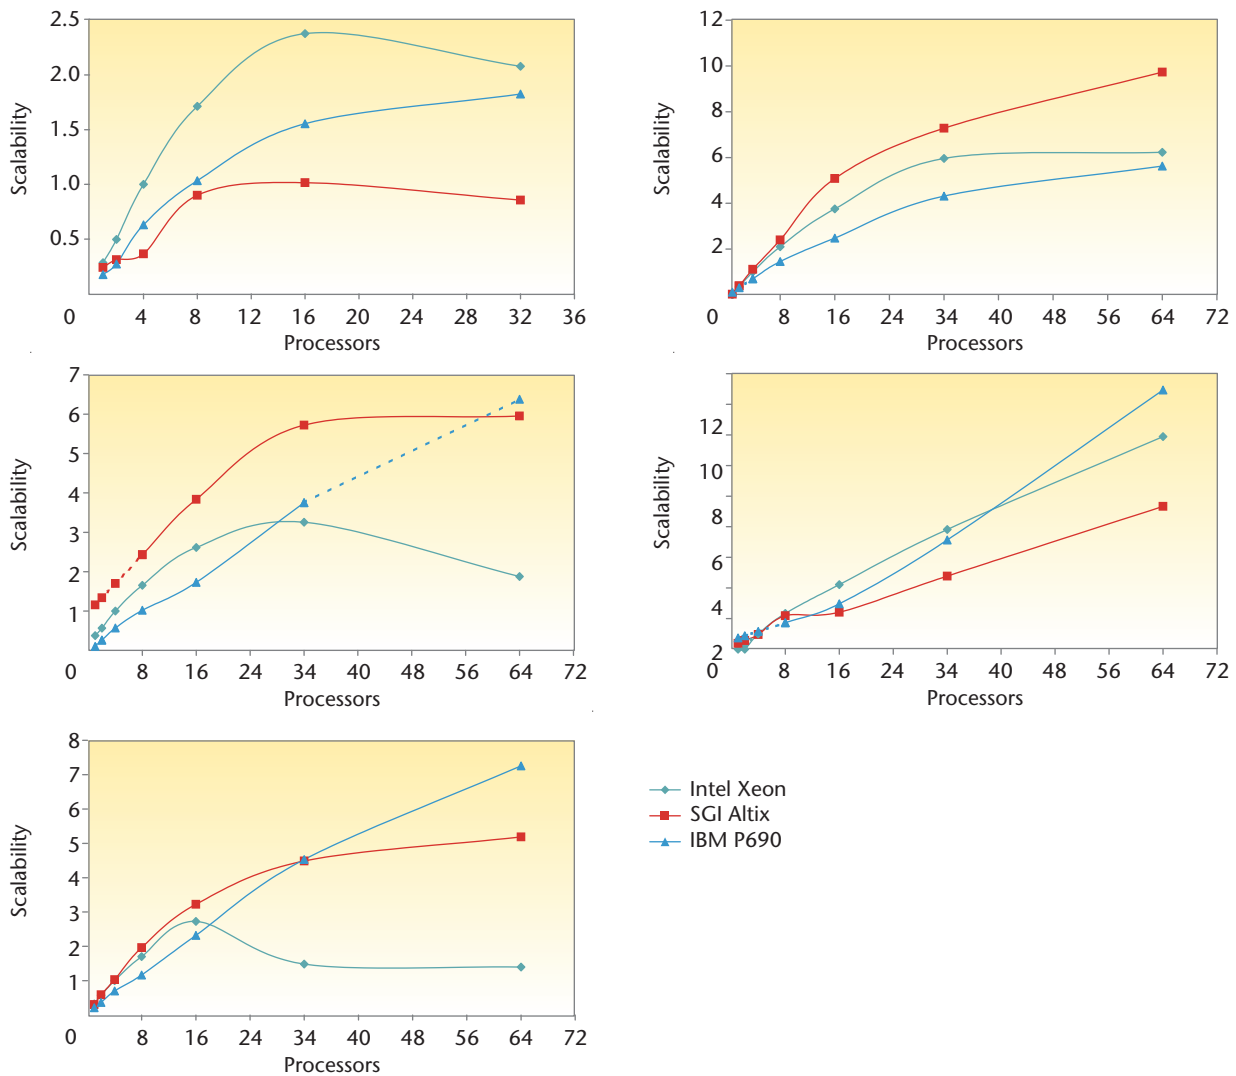 2.5
2.0
1.5
1.0
0.5
Scalability
0 4 8 12 16 20 24 28 32 36
Processors
12
10
8
6
4
2
Scalability
0 8 16 24 34 40 48 56 64 72
Processors
7
6
5
4
3
2
1
Scalability
0 8 16 24 34 40 48 56 64 72
Processors
12
10
8
6
4
2
Scalability
0 8 16 24 34 40 48 56 64 72
Processors
8
7
6
5
4
3
2
1
Scalability
0 8 16 24 34 40 48 56 64 72
Processors
Intel Xeon
SGI Altix
IBM P690